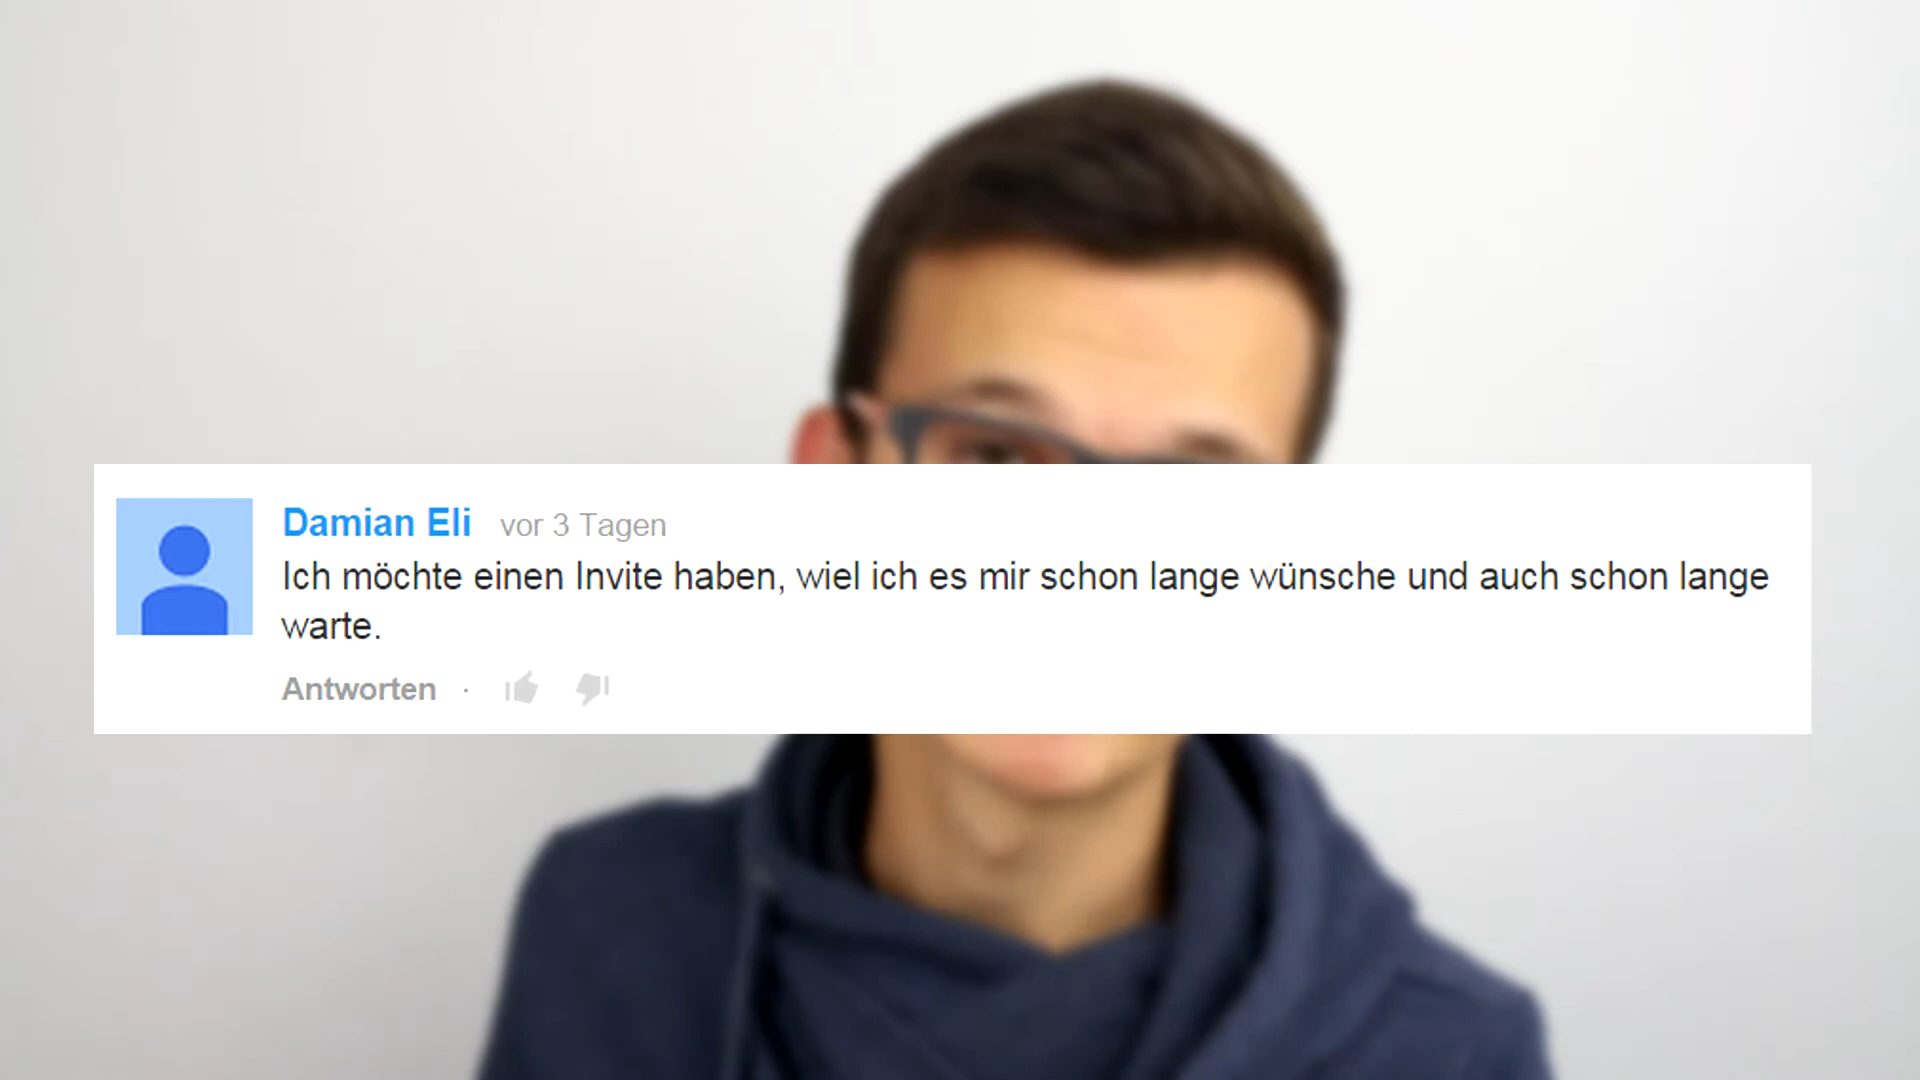 Damian Eli vor 3 Tagen
Ich möchte einen Invite haben, wiel ich es mir schon lange wünsche und auch schon lange
warte.
Antworten ·